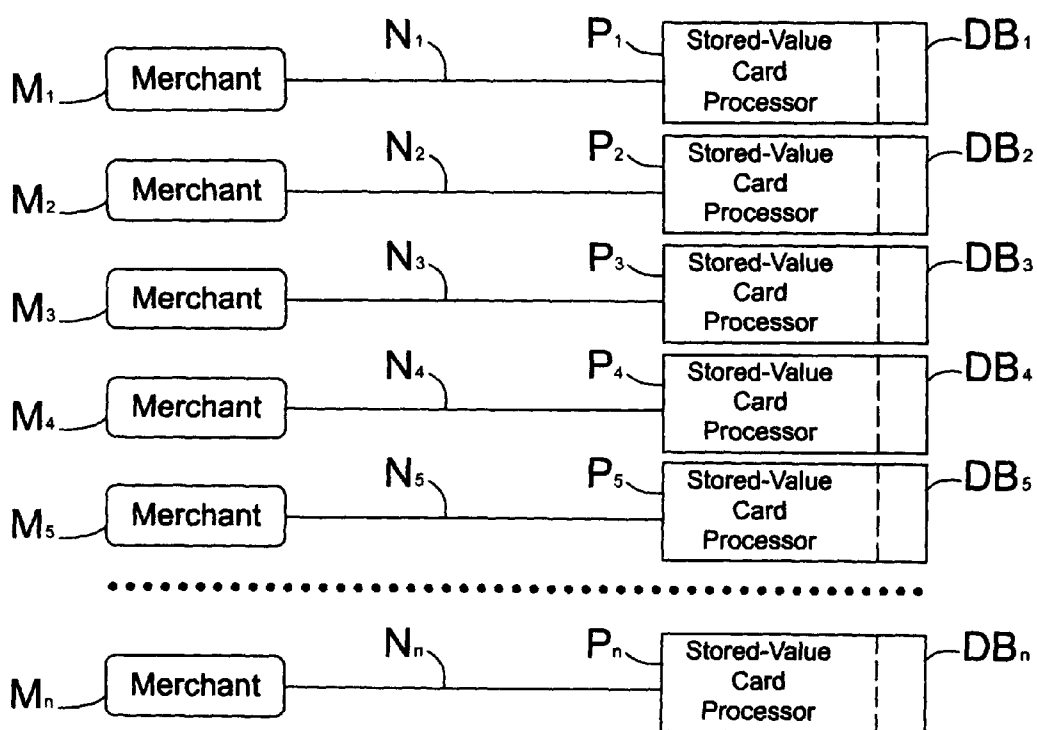 N₁ P₁ Stored-Value DB₁
M₁ Merchant Card
Processor
N₂ P₂ Stored-Value DB₂
M₂ Merchant Card
Processor
N₃ P₃ Stored-Value DB₃
M₃ Merchant Card
Processor
N₄ P₄ Stored-Value DB₄
M₄ Merchant Card
Processor
N₅ P₅ Stored-Value DB₅
M₅ Merchant Card
Processor
Nₙ Pₙ Stored-Value DBₙ
Mₙ Merchant Card
Processor